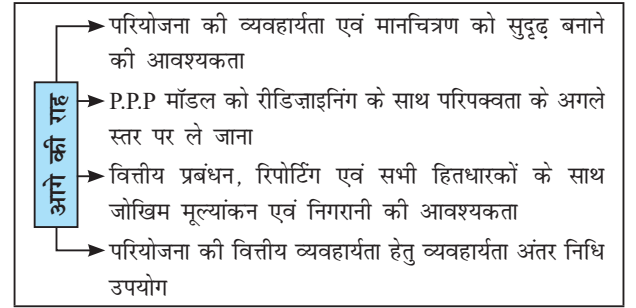 आगे की राह
परियोजना की व्यवहार्यता एवं मानचित्रण को सुदृढ़ बनाने
की आवश्यकता
P.P.P मॉडल को रीडिज़ाइनिंग के साथ परिपक्वता के अगले
स्तर पर ले जाना
वित्तीय प्रबंधन, रिपोर्टिंग एवं सभी हितधारकों के साथ
जोखिम मूल्यांकन एवं निगरानी की आवश्यकता
परियोजना की वित्तीय व्यवहार्यता हेतु व्यवहार्यता अंतर निधि
उपयोग